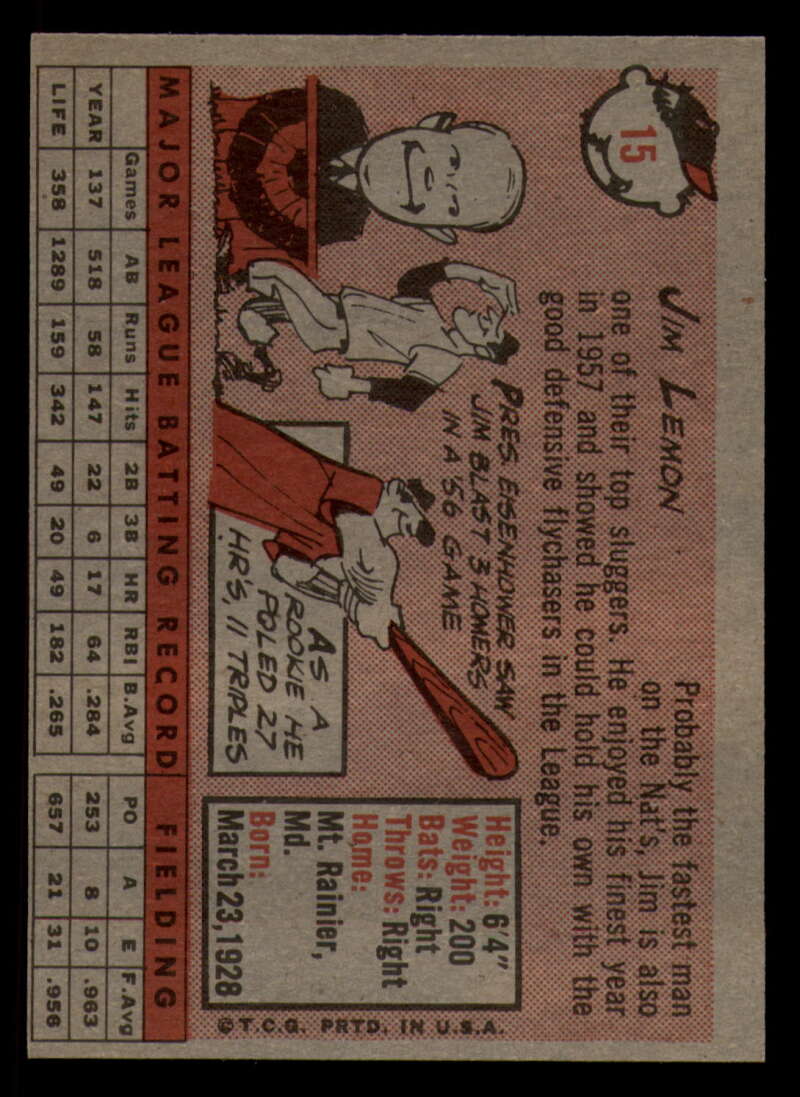 15
JIM LEMON
Probably the fastest man
on the Nat's, Jim is also
one of their top sluggers. He enjoyed his finest year
in 1957 and showed he could hold his own with the
good defensive flychasers in the League.
PRES. EISENHOWER SAW
JIM BLAST 3 HOMERS
IN A '56 GAME
AS A
ROOKIE HE
POLED 27
HR'S, 11 TRIPLES
Height: 6'4"
Weight: 200
Bats: Right
Throws: Right
Home:
Mt. Rainier,
Md.
Born:
March 23, 1928
© T.C.G. PRTD. IN U.S.A.
MAJOR LEAGUE BATTING RECORD FIELDING
Games AB Runs Hits 2B 3B HR RBI B.Avg PO A E F.Avg
YEAR 137 518 58 147 22 6 17 64 .284 253 8 10 .963
LIFE 358 1289 159 342 49 20 49 182 .265 657 21 31 .956